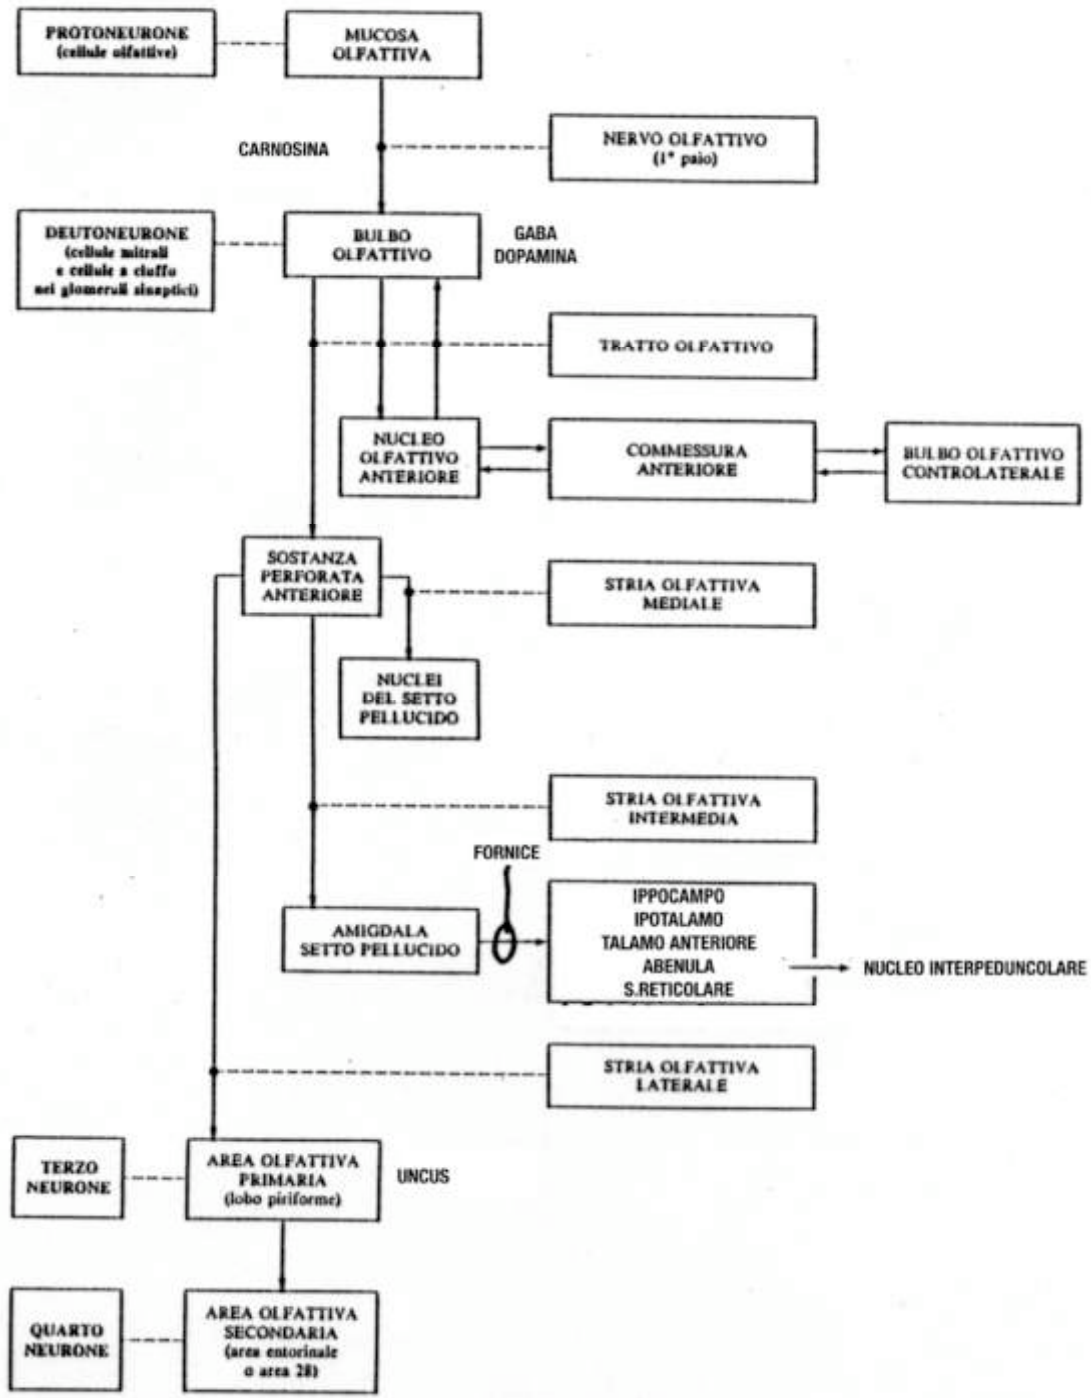 PROTONEURONE
(cellule olfattive)
MUCOSA
OLFATTIVA
CARNOSINA
NERVO OLFATTIVO
(1° paio)
DEUTONEURONE
(cellule mitrali
e cellule a ciuffo
nei glomeruli sinaptici)
BULBO
OLFATTIVO
GABA
DOPAMINA
TRATTO OLFATTIVO
NUCLEO
OLFATTIVO
ANTERIORE
COMMESSURA
ANTERIORE
BULBO OLFATTIVO
CONTROLATERALE
SOSTANZA
PERFORATA
ANTERIORE
STRIA OLFATTIVA
MEDIALE
NUCLEI
DEL SETTO
PELLUCIDO
STRIA OLFATTIVA
INTERMEDIA
FORNICE
AMIGDALA
SETTO PELLUCIDO
IPPOCAMPO
IPOTALAMO
TALAMO ANTERIORE
ABENULA
S.RETICOLARE
NUCLEO INTERPEDUNCOLARE
STRIA OLFATTIVA
LATERALE
TERZO
NEURONE
AREA OLFATTIVA
PRIMARIA
(lobo piriforme)
UNCUS
QUARTO
NEURONE
AREA OLFATTIVA
SECONDARIA
(area entorinale
o area 28)